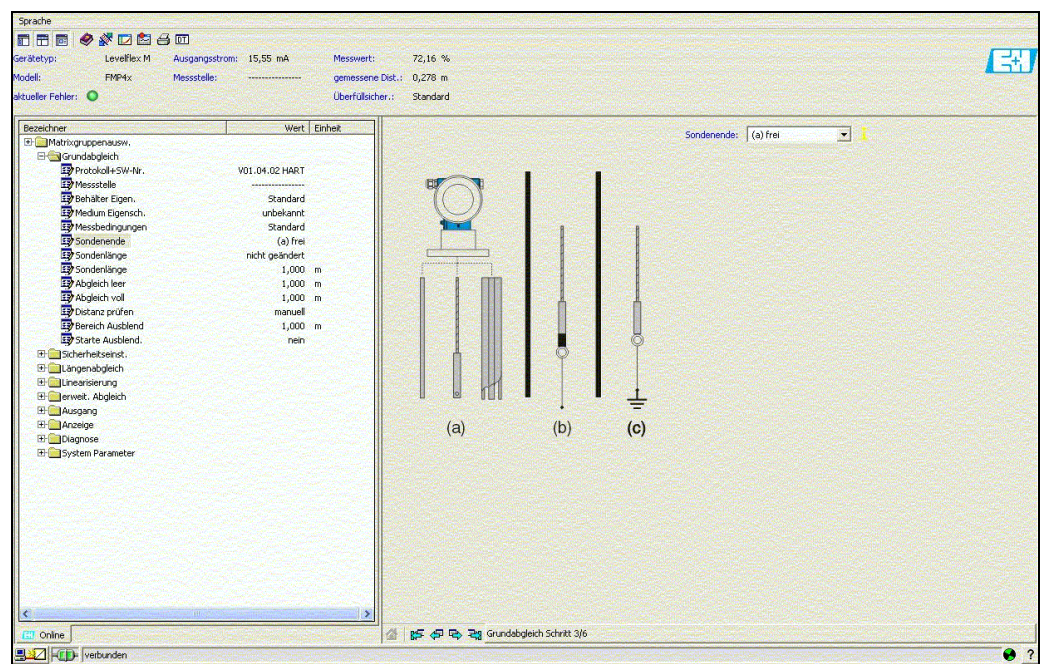 Sprache
DT
Gerätetyp: Levelflex M Ausgangsstrom: 15,55 mA Messwert: 72,16 %
Modell: FMP4x Messstelle: --------------- gemessene Dist.: 0,278 m
aktueller Fehler: Überfüllsicher.: Standard
E+H
Bezeichner Wert Einheit
Matrixgruppenausw.
Grundabgleich
Protokoll+SW-Nr. V01.04.02 HART
Messstelle ---------------
Behälter Eigen. Standard
Medium Eigensch. unbekannt
Messbedingungen Standard
Sondenende (a) frei
Sondenlänge nicht geändert
Sondenlänge 1,000 m
Abgleich leer 1,000 m
Abgleich voll 1,000 m
Distanz prüfen manuell
Bereich Ausblend 1,000 m
Starte Ausblend. nein
Sicherheitseinst.
Längenabgleich
Linearisierung
erweit. Abgleich
Ausgang
Anzeige
Diagnose
System Parameter
Sondenende: (a) frei
(a) (b) (c)
Online
Grundabgleich Schritt 3/6
verbunden
?